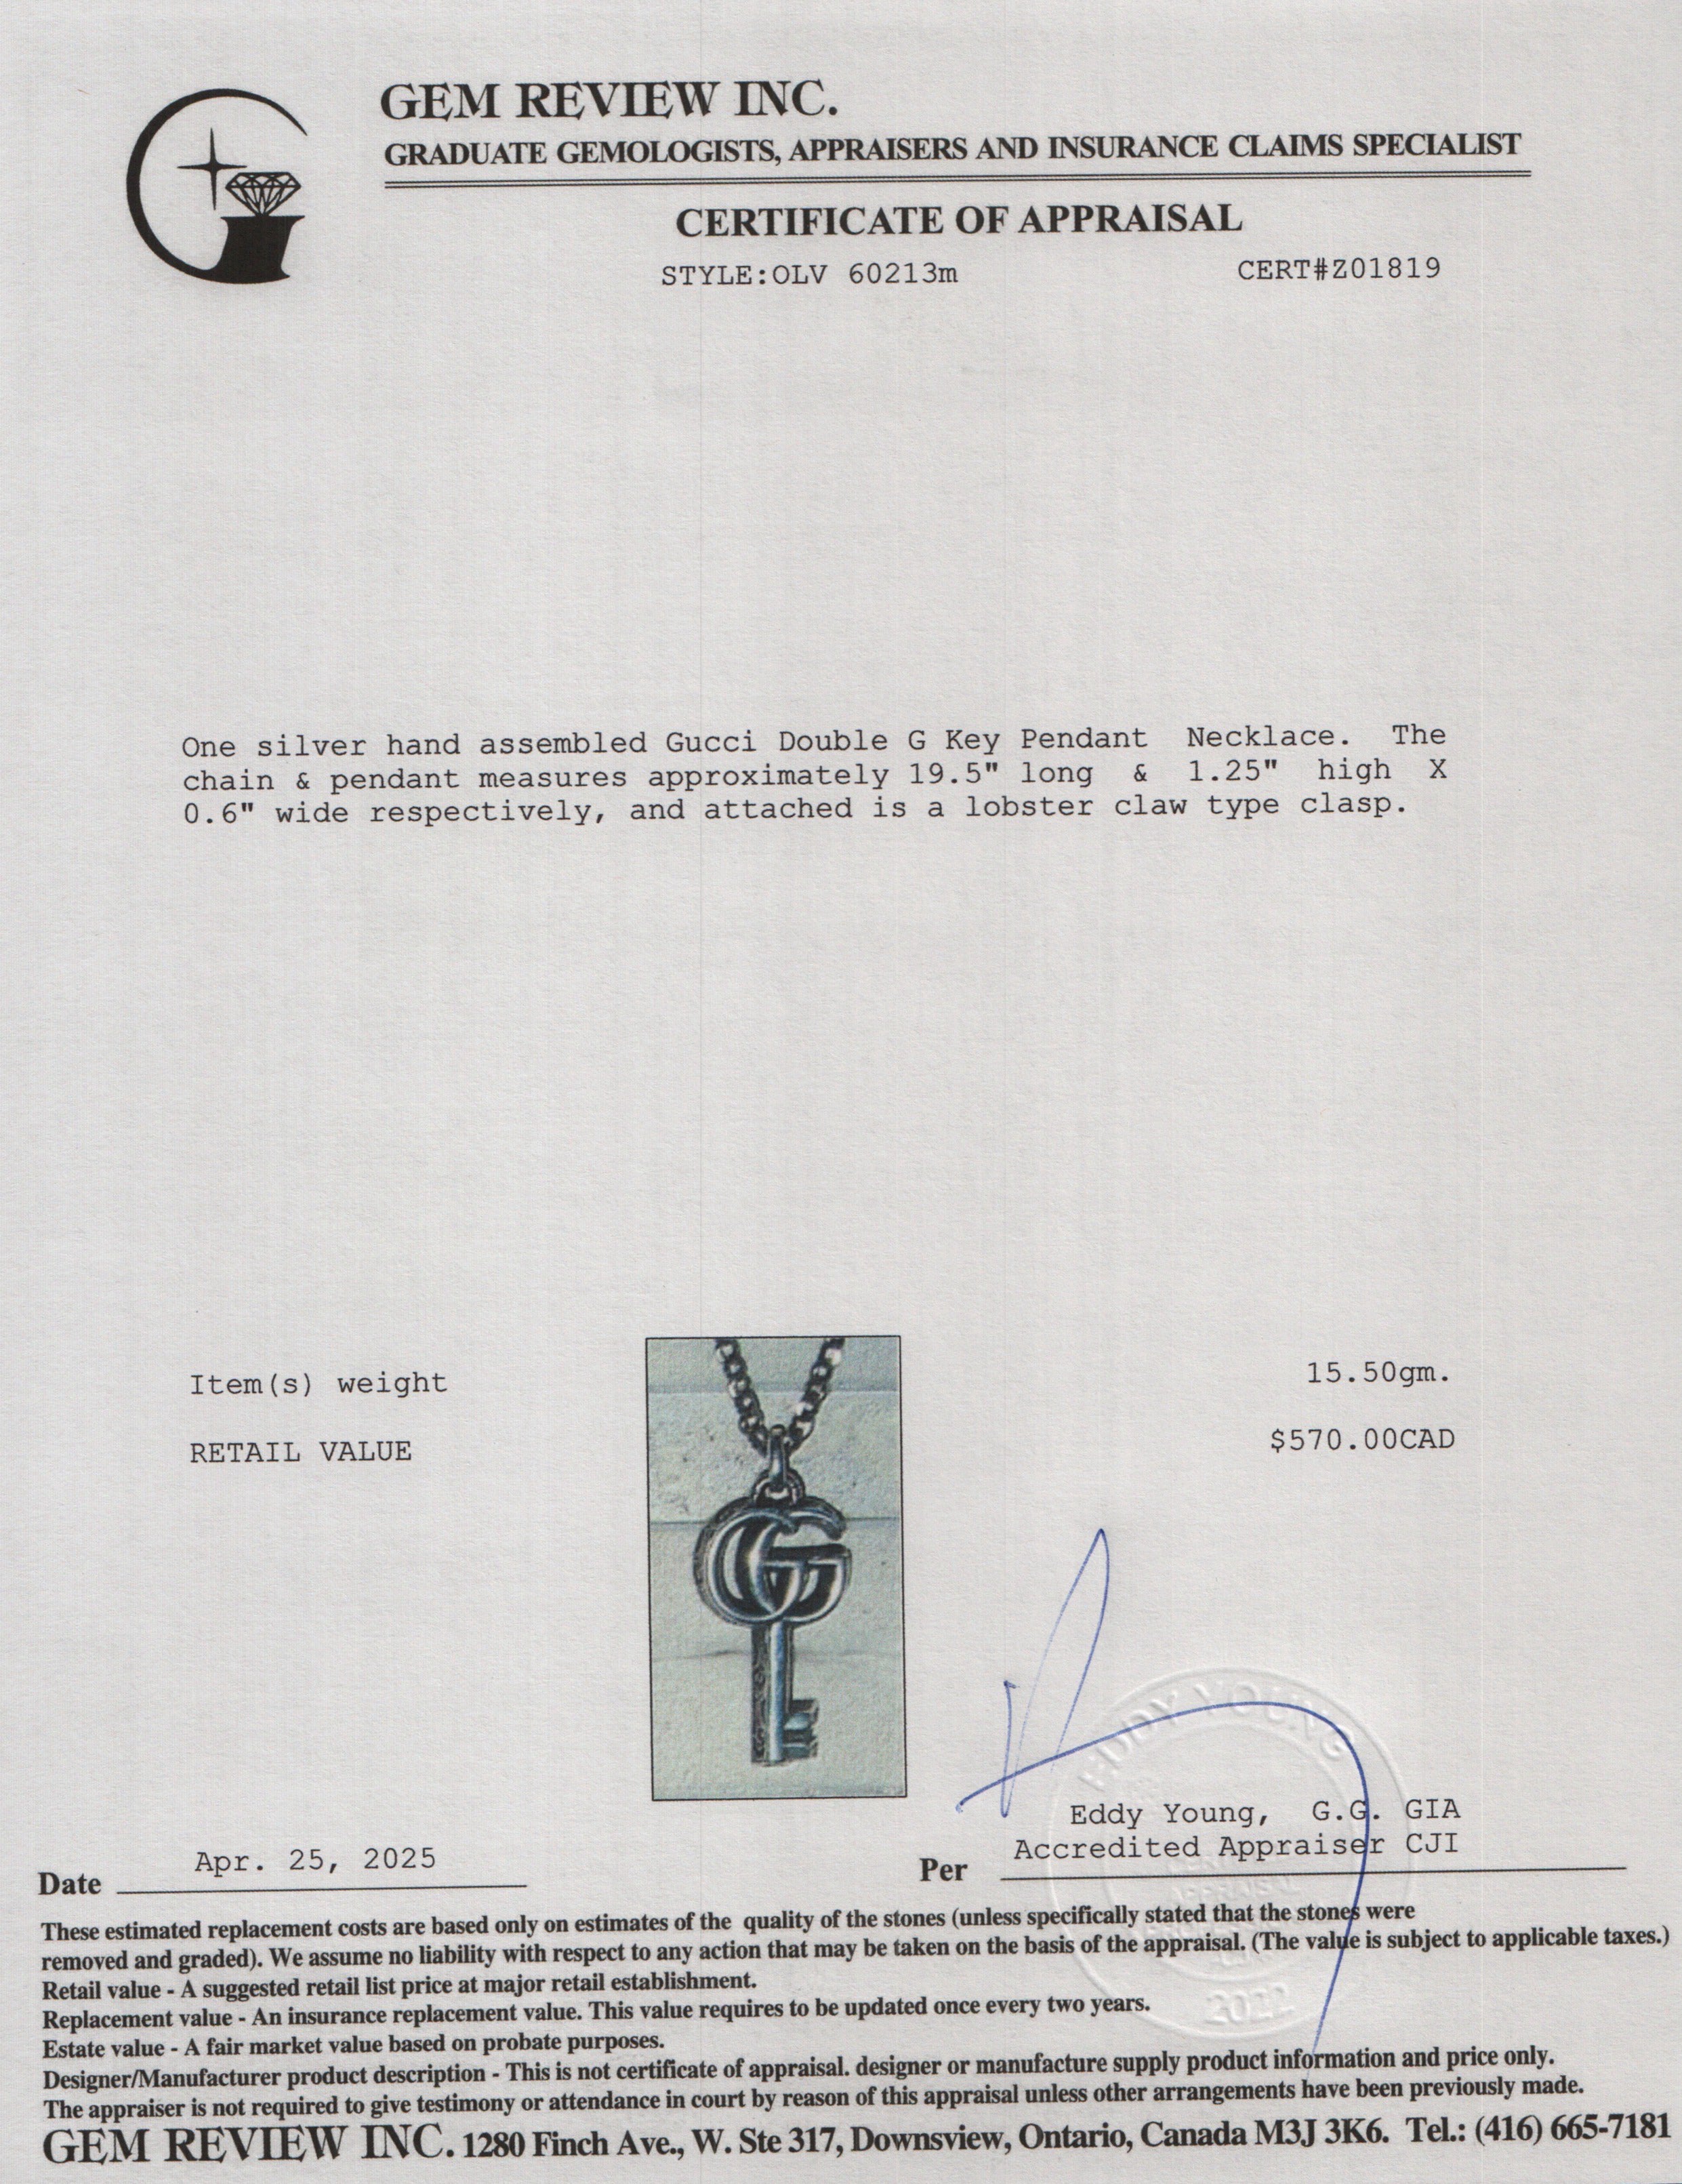 GEM REVIEW INC.
GRADUATE GEMOLOGISTS, APPRAISERS AND INSURANCE CLAIMS SPECIALIST
CERTIFICATE OF APPRAISAL
STYLE:OLV 60213m CERT#Z01819
One silver hand assembled Gucci Double G Key Pendant Necklace. The
chain & pendant measures approximately 19.5" long & 1.25" high X
0.6" wide respectively, and attached is a lobster claw type clasp.
Item(s) weight 15.50gm.
RETAIL VALUE $570.00CAD
GG
EDDY YOUNG
Eddy Young, G.G. GIA
Accredited Appraiser CJI
Date Apr. 25, 2025 Per
2022
These estimated replacement costs are based only on estimates of the quality of the stones (unless specifically stated that the stones were
removed and graded). We assume no liability with respect to any action that may be taken on the basis of the appraisal. (The value is subject to applicable taxes.)
Retail value - A suggested retail list price at major retail establishment.
Replacement value - An insurance replacement value. This value requires to be updated once every two years.
Estate value - A fair market value based on probate purposes.
Designer/Manufacturer product description - This is not certificate of appraisal. designer or manufacture supply product information and price only.
The appraiser is not required to give testimony or attendance in court by reason of this appraisal unless other arrangements have been previously made.
GEM REVIEW INC. 1280 Finch Ave., W. Ste 317, Downsview, Ontario, Canada M3J 3K6. Tel.: (416) 665-7181